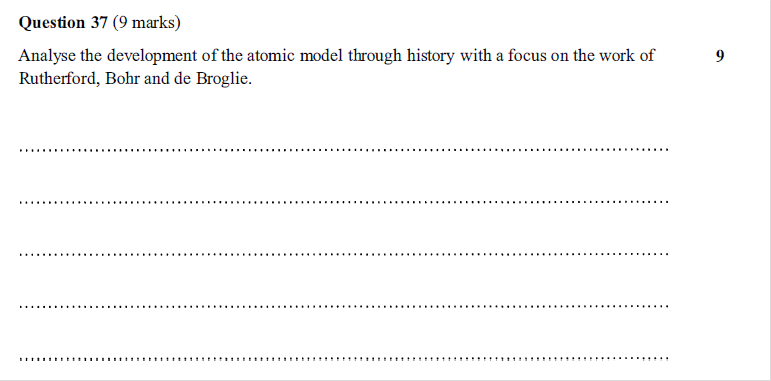 Question 37 (9 marks)
Analyse the development of the atomic model through history with a focus on the work of 9
Rutherford, Bohr and de Broglie.